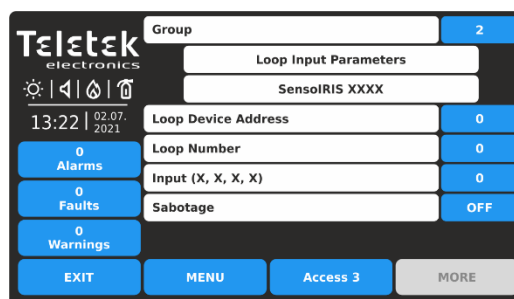 Teletek
electronics
13:22 02.07.
2021
0
Alarms
0
Faults
0
Warnings
Group 2
Loop Input Parameters
SensoIRIS XXXX
Loop Device Address 0
Loop Number 0
Input (X, X, X, X) 0
Sabotage OFF
EXIT MENU Access 3 MORE